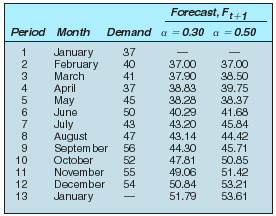 Forecast, Ft+1
Period Month Demand α = 0.30 α = 0.50
1 January 37 — —
2 February 40 37.00 37.00
3 March 41 37.90 38.50
4 April 37 38.83 39.75
5 May 45 38.28 38.37
6 June 50 40.29 41.68
7 July 43 43.20 45.84
8 August 47 43.14 44.42
9 September 56 44.30 45.71
10 October 52 47.81 50.85
11 November 55 49.06 51.42
12 December 54 50.84 53.21
13 January — 51.79 53.61